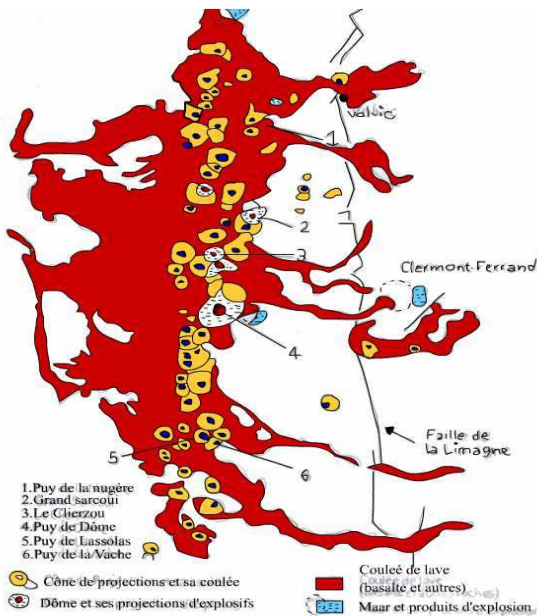 Volvic
1
2
Clermont-Ferrand
3
4
Faille de
la Limagne
5
6
1.Puy de la nugère
2.Grand sarcouï
3.Le Clierzou
4.Puy de Dôme
5.Puy de Lassolas
6.Puy de la Vache
Cône de projections et sa coulée
Dôme et ses projections d'explosifs
Couleé de lave
(basalte et autres)
Maar et produits d'explosion